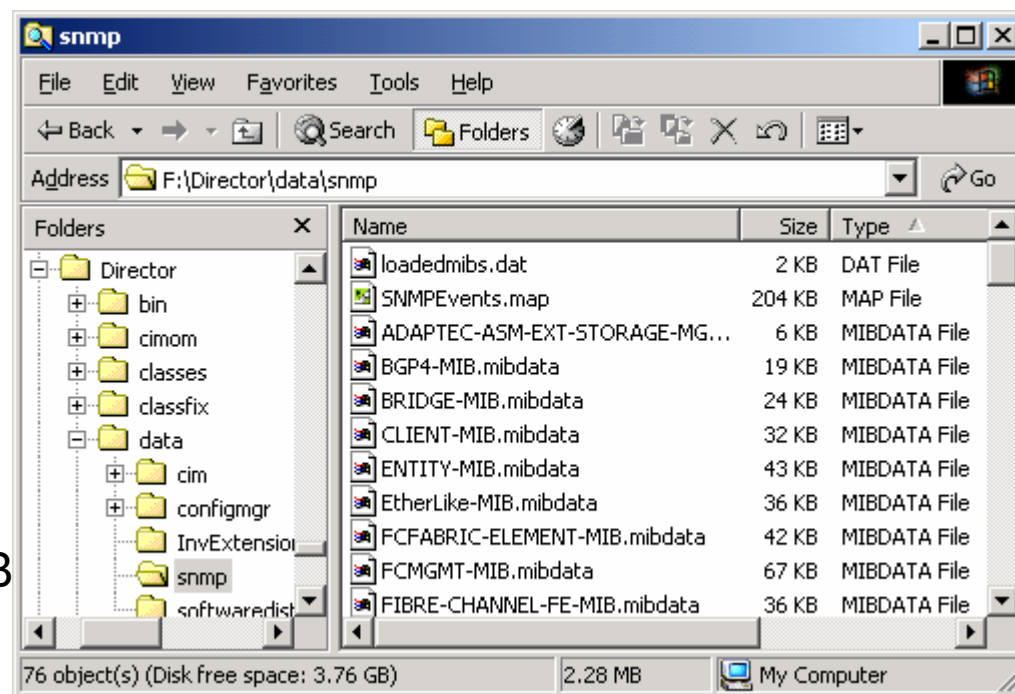 snmp
File Edit View Favorites Tools Help
Back Search Folders
Address F:\Director\data\snmp Go
Folders
Director
bin
cimom
classes
classfix
data
cim
configmgr
InvExtension
snmp
softwaredist
Name Size Type
loadedmibs.dat 2 KB DAT File
SNMPEvents.map 204 KB MAP File
ADAPTEC-ASM-EXT-STORAGE-MG... 6 KB MIBDATA File
BGP4-MIB.mibdata 19 KB MIBDATA File
BRIDGE-MIB.mibdata 24 KB MIBDATA File
CLIENT-MIB.mibdata 32 KB MIBDATA File
ENTITY-MIB.mibdata 43 KB MIBDATA File
EtherLike-MIB.mibdata 36 KB MIBDATA File
FCFABRIC-ELEMENT-MIB.mibdata 42 KB MIBDATA File
FCMGMT-MIB.mibdata 67 KB MIBDATA File
FIBRE-CHANNEL-FE-MIB.mibdata 36 KB MIBDATA File
76 object(s) (Disk free space: 3.76 GB) 2.28 MB My Computer